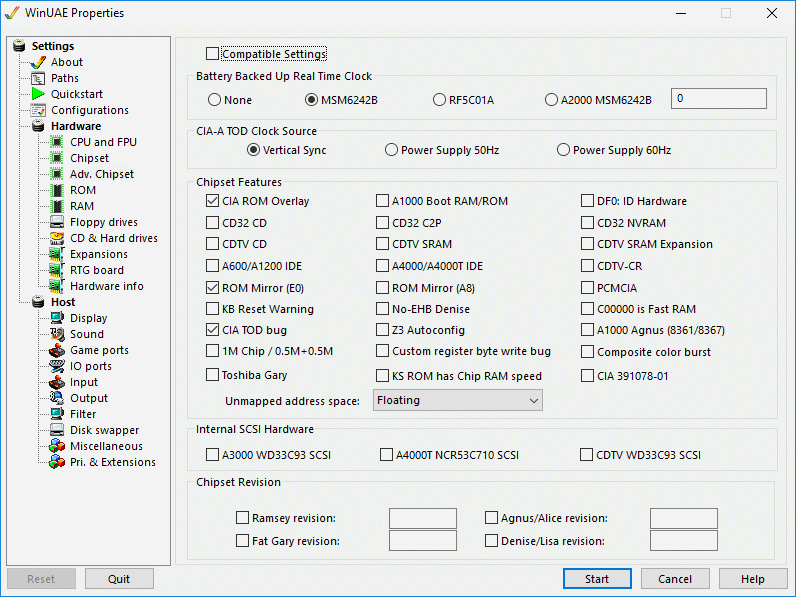 WinUAE Properties
Settings
About
Paths
Quickstart
Configurations
Hardware
CPU and FPU
Chipset
Adv. Chipset
ROM
RAM
Floppy drives
CD & Hard drives
Expansions
RTG board
Hardware info
Host
Display
Sound
Game ports
IO ports
Input
Output
Filter
Disk swapper
Miscellaneous
Pri. & Extensions
Compatible Settings
Battery Backed Up Real Time Clock
None MSM6242B RF5C01A A2000 MSM6242B 0
CIA-A TOD Clock Source
Vertical Sync Power Supply 50Hz Power Supply 60Hz
Chipset Features
CIA ROM Overlay A1000 Boot RAM/ROM DF0: ID Hardware
CD32 CD CD32 C2P CD32 NVRAM
CDTV CD CDTV SRAM CDTV SRAM Expansion
A600/A1200 IDE A4000/A4000T IDE CDTV-CR
ROM Mirror (E0) ROM Mirror (A8) PCMCIA
KB Reset Warning No-EHB Denise C00000 is Fast RAM
CIA TOD bug Z3 Autoconfig A1000 Agnus (8361/8367)
1M Chip / 0.5M+0.5M Custom register byte write bug Composite color burst
Toshiba Gary KS ROM has Chip RAM speed CIA 391078-01
Unmapped address space: Floating
Internal SCSI Hardware
A3000 WD33C93 SCSI A4000T NCR53C710 SCSI CDTV WD33C93 SCSI
Chipset Revision
Ramsey revision: Agnus/Alice revision:
Fat Gary revision: Denise/Lisa revision:
Reset Quit Start Cancel Help